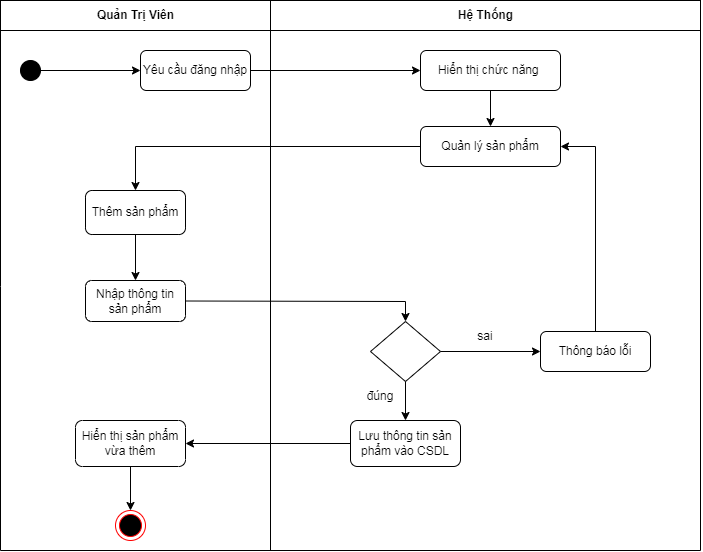 Quản Trị Viên
Hệ Thống
Yêu cầu đăng nhập
Hiển thị chức năng
Quản lý sản phẩm
Thêm sản phẩm
Nhập thông tin
sản phẩm
sai
Thông báo lỗi
đúng
Hiển thị sản phẩm
vừa thêm
Lưu thông tin sản
phẩm vào CSDL